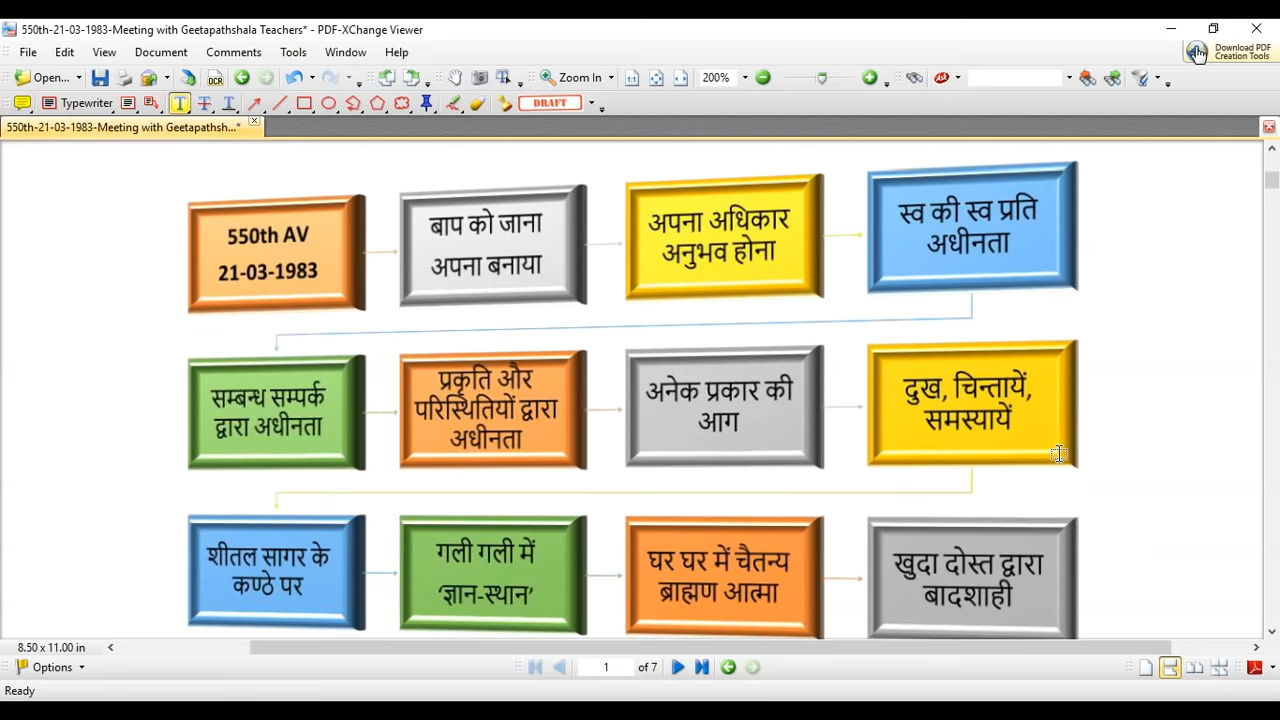 550th-21-03-1983-Meeting with Geetapathshala Teachers* - PDF-XChange Viewer
File Edit View Document Comments Tools Window Help
Download PDF
Creation Tools
Open... OCR Zoom In 200%
Typewriter DRAFT
550th-21-03-1983-Meeting with Geetapathsh...*
550th AV
21-03-1983
बाप को जाना
अपना बनाया
अपना अधिकार
अनुभव होना
स्व की स्व प्रति
अधीनता
सम्बन्ध सम्पर्क
द्वारा अधीनता
प्रकृति और
परिस्थितियों द्वारा
अधीनता
अनेक प्रकार की
आग
दुख, चिन्तायें,
समस्यायें
शीतल सागर के
कण्ठे पर
गली गली में
‘ज्ञान-स्थान’
घर घर में चैतन्य
ब्राह्मण आत्मा
खुदा दोस्त द्वारा
बादशाही
8.50 x 11.00 in
Options 1 of 7
Ready